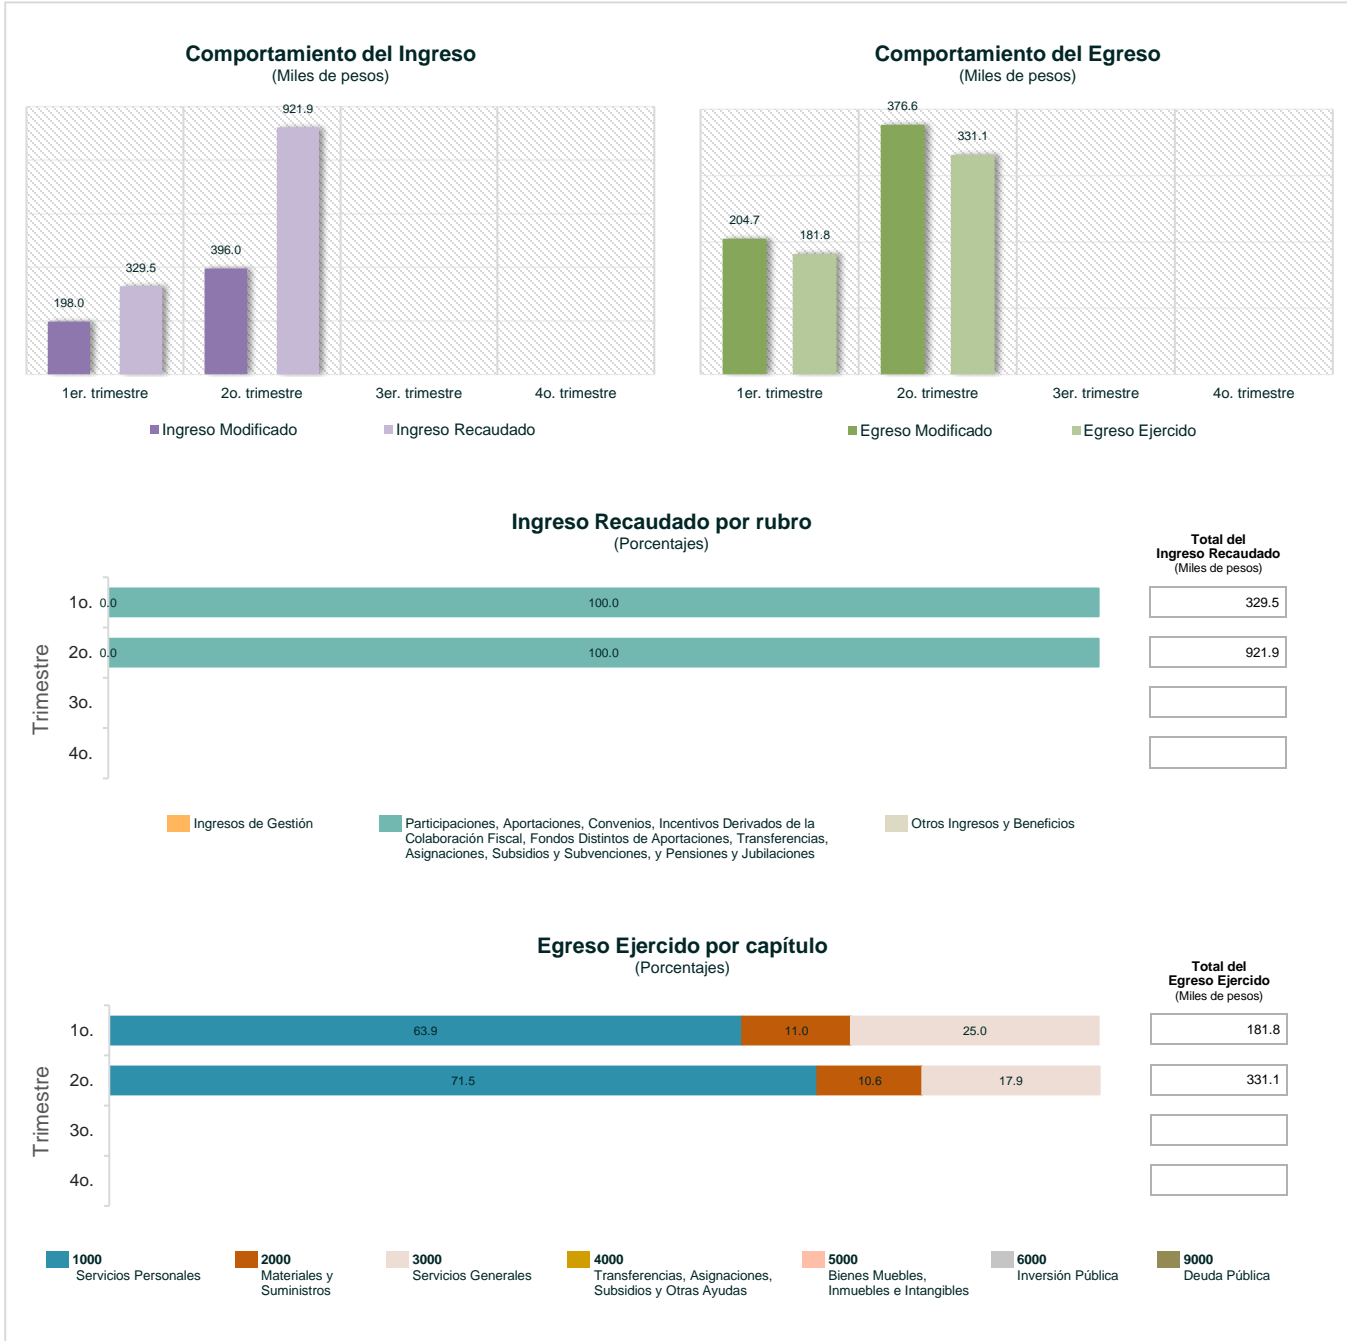 Comportamiento del Ingreso
(Miles de pesos)
921.9
396.0
329.5
198.0
1er. trimestre
2o. trimestre
3er. trimestre
4o. trimestre
Ingreso Modificado
Ingreso Recaudado
Comportamiento del Egreso
(Miles de pesos)
376.6
331.1
204.7
181.8
1er. trimestre
2o. trimestre
3er. trimestre
4o. trimestre
Egreso Modificado
Egreso Ejercido
Ingreso Recaudado por rubro
(Porcentajes)
Total del
Ingreso Recaudado
(Miles de pesos)
Trimestre
1o.
0.0
100.0
329.5
2o.
0.0
100.0
921.9
3o.
4o.
Ingresos de Gestión
Participaciones, Aportaciones, Convenios, Incentivos Derivados de la
Colaboración Fiscal, Fondos Distintos de Aportaciones, Transferencias,
Asignaciones, Subsidios y Subvenciones, y Pensiones y Jubilaciones
Otros Ingresos y Beneficios
Egreso Ejercido por capítulo
(Porcentajes)
Total del
Egreso Ejercido
(Miles de pesos)
Trimestre
1o.
63.9
11.0
25.0
181.8
2o.
71.5
10.6
17.9
331.1
3o.
4o.
1000
Servicios Personales
2000
Materiales y
Suministros
3000
Servicios Generales
4000
Transferencias, Asignaciones,
Subsidios y Otras Ayudas
5000
Bienes Muebles,
Inmuebles e Intangibles
6000
Inversión Pública
9000
Deuda Pública